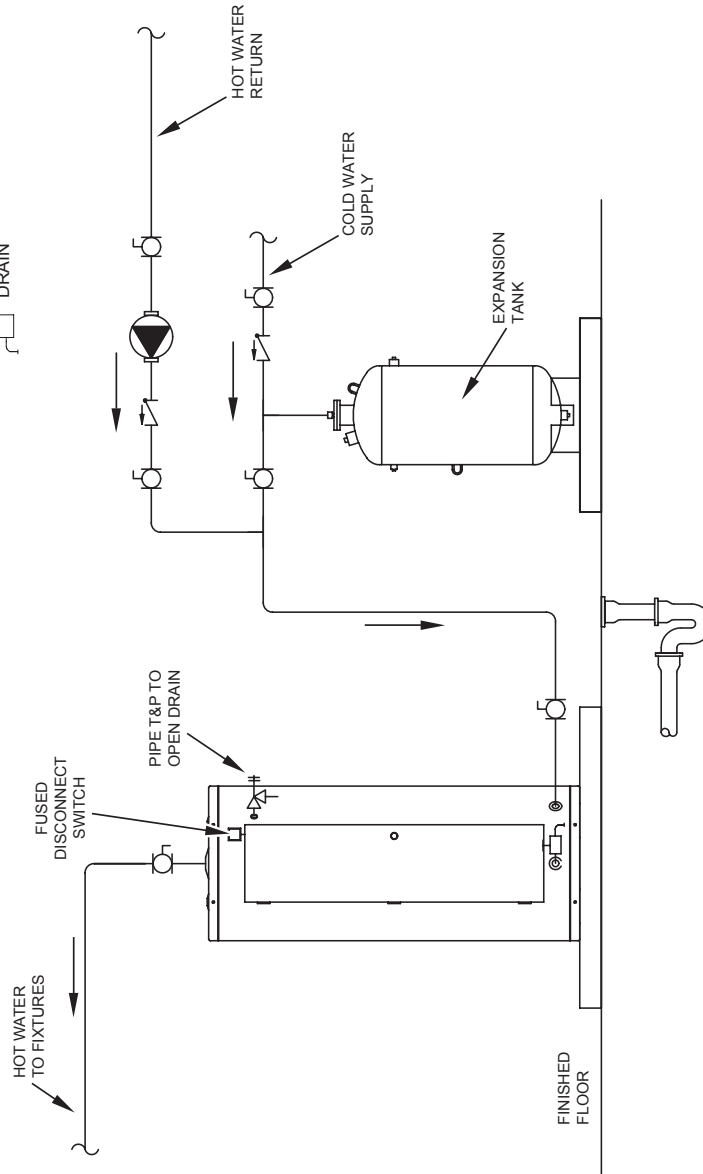 DRAIN
HOT WATER
RETURN
COLD WATER
SUPPLY
EXPANSION
TANK
PIPE T&P TO
OPEN DRAIN
FUSED
DISCONNECT
SWITCH
HOT WATER
TO FIXTURES
FINISHED
FLOOR